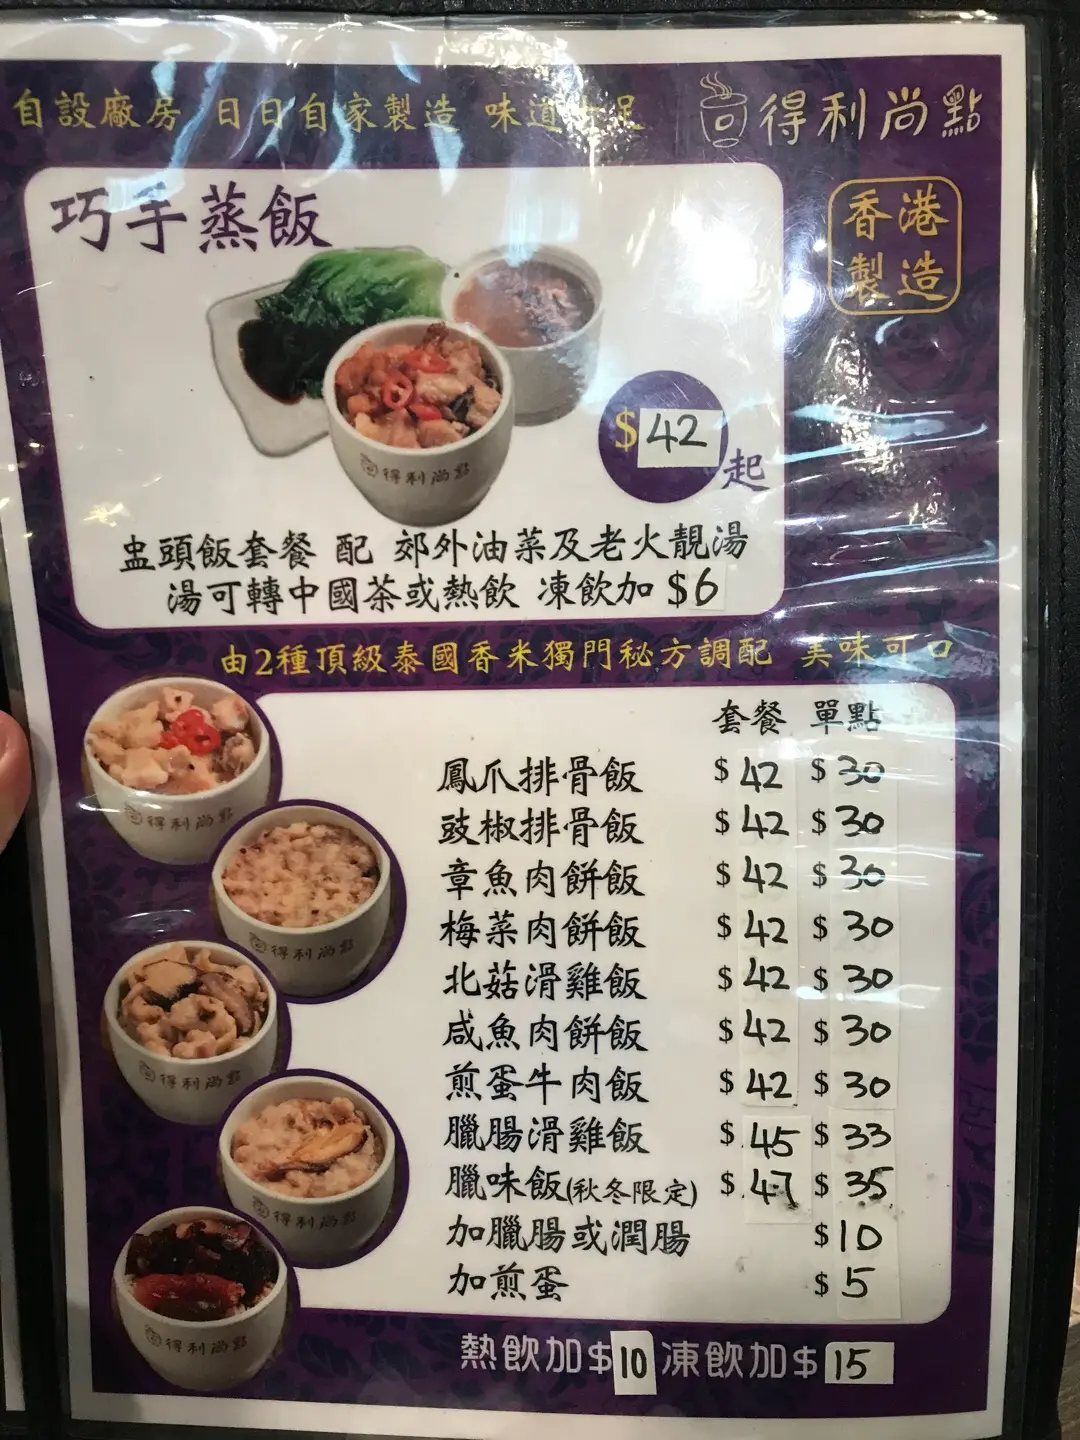 自設廠房 日日自家製造 味道十足
得利尚點
香港
製造
巧手蒸飯
得利尚點
$42起
盅頭飯套餐 配 郊外油菜及老火靚湯
湯可轉中國茶或熱飲 凍飲加 $6
由2種頂級泰國香米獨門秘方調配 美味可口
套餐 單點
鳳爪排骨飯 $42 $30
豉椒排骨飯 $42 $30
章魚肉餅飯 $42 $30
梅菜肉餅飯 $42 $30
北菇滑雞飯 $42 $30
咸魚肉餅飯 $42 $30
煎蛋牛肉飯 $42 $30
臘腸滑雞飯 $45 $33
臘味飯(秋冬限定) $47 $35
加臘腸或潤腸 $10
加煎蛋 $5
得利尚點
得利尚點
得利尚點
得利尚點
得利尚點
熱飲加$10 凍飲加$15